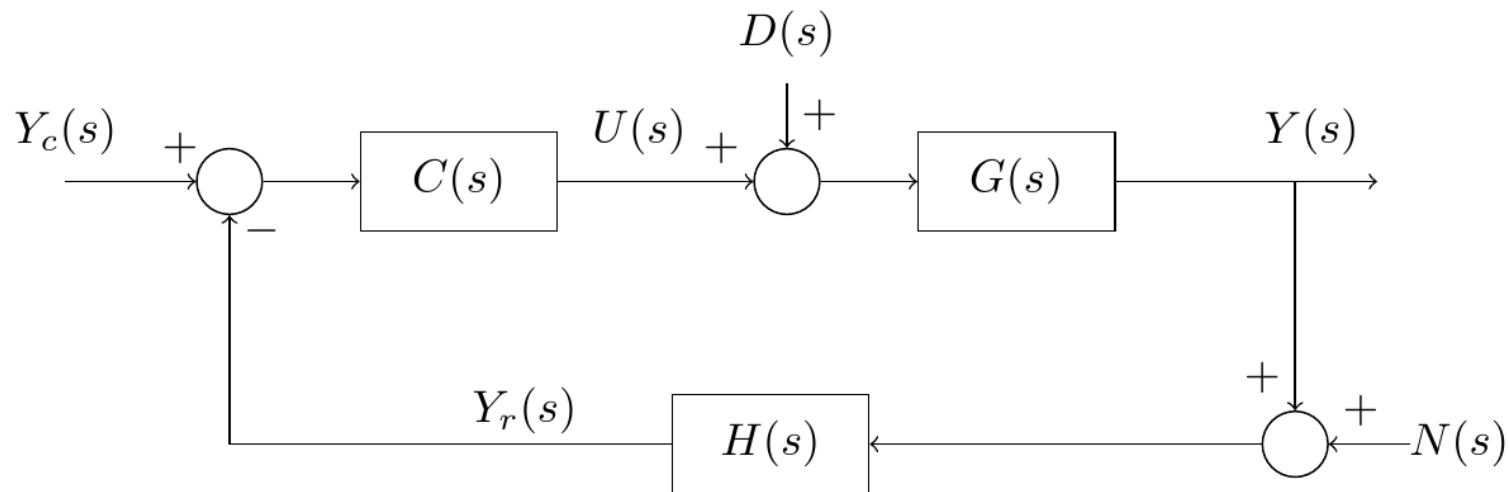 D(s)
+
Y_c(s)
+
C(s)
U(s)
+
G(s)
Y(s)
−
Y_r(s)
H(s)
+
+
N(s)